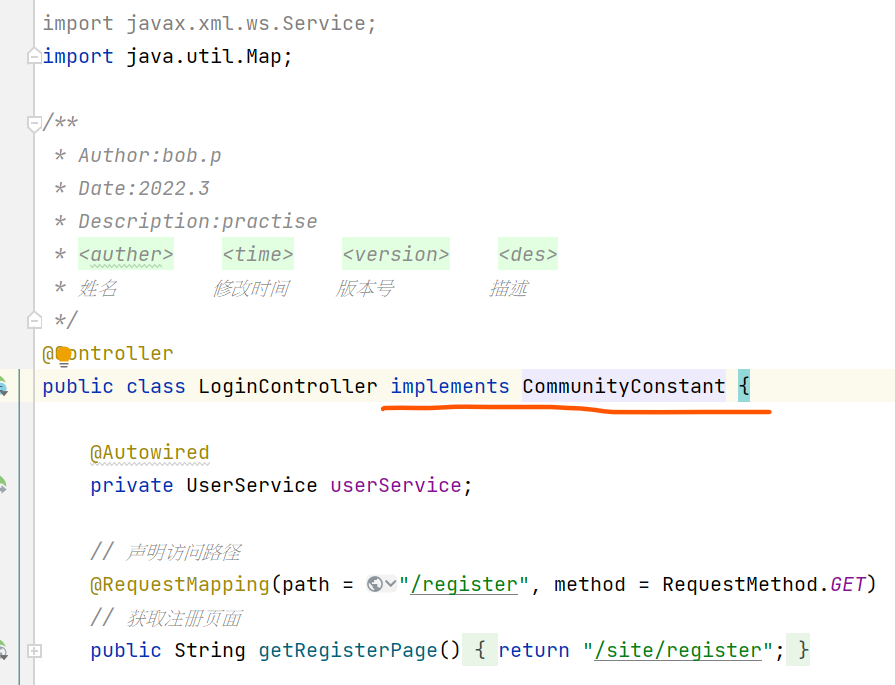 import javax.xml.ws.Service;
import java.util.Map;
/**
* Author:bob.p
* Date:2022.3
* Description:practise
* <auther> <time> <version> <des>
* 姓名 修改时间 版本号 描述
*/
@Controller
public class LoginController implements CommunityConstant {
@Autowired
private UserService userService;
// 声明访问路径
@RequestMapping(path = "/register", method = RequestMethod.GET)
// 获取注册页面
public String getRegisterPage() { return "/site/register"; }